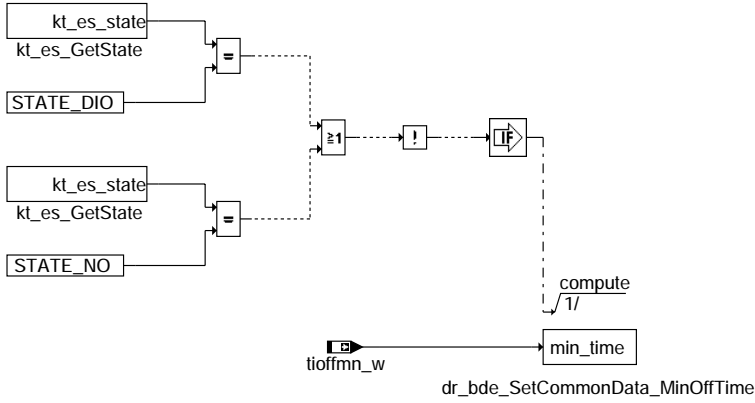 kt_es_state
kt_es_GetState
=
STATE_DIO
≧1
!
IF
kt_es_state
kt_es_GetState
=
STATE_NO
compute
1/
tioffmn_w
min_time
dr_bde_SetCommonData_MinOffTime